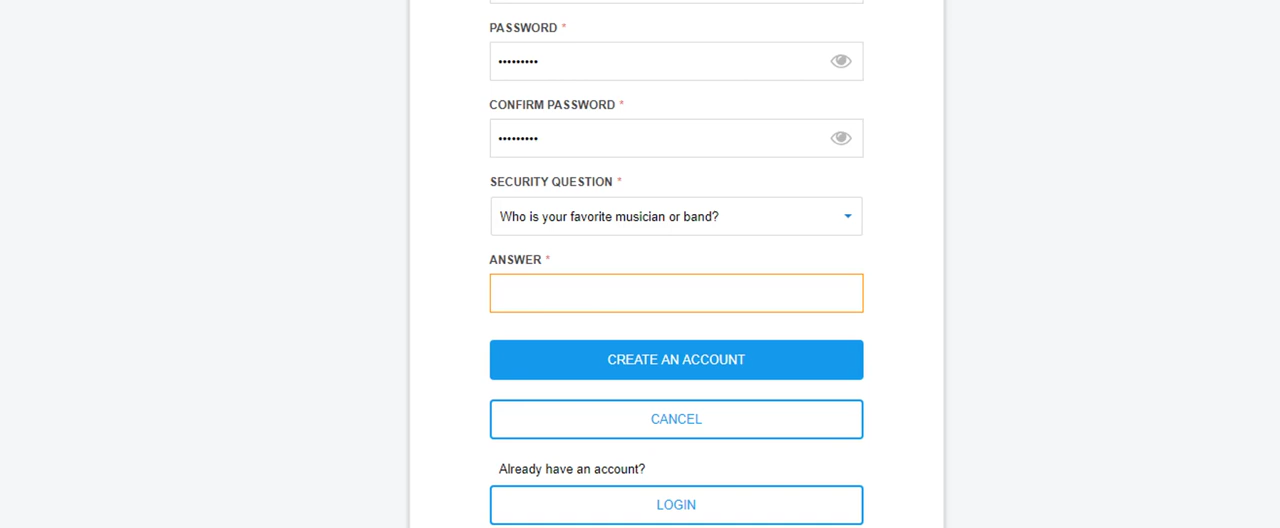 PASSWORD *
•••••••••
CONFIRM PASSWORD *
•••••••••
SECURITY QUESTION *
Who is your favorite musician or band?
ANSWER *
CREATE AN ACCOUNT
CANCEL
Already have an account?
LOGIN